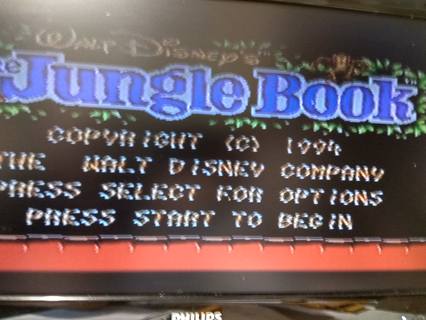 Walt Disney's
The Jungle Book
COPYRIGHT (C) 1994
THE WALT DISNEY COMPANY
PRESS SELECT FOR OPTIONS
PRESS START TO BEGIN
PHILIPS